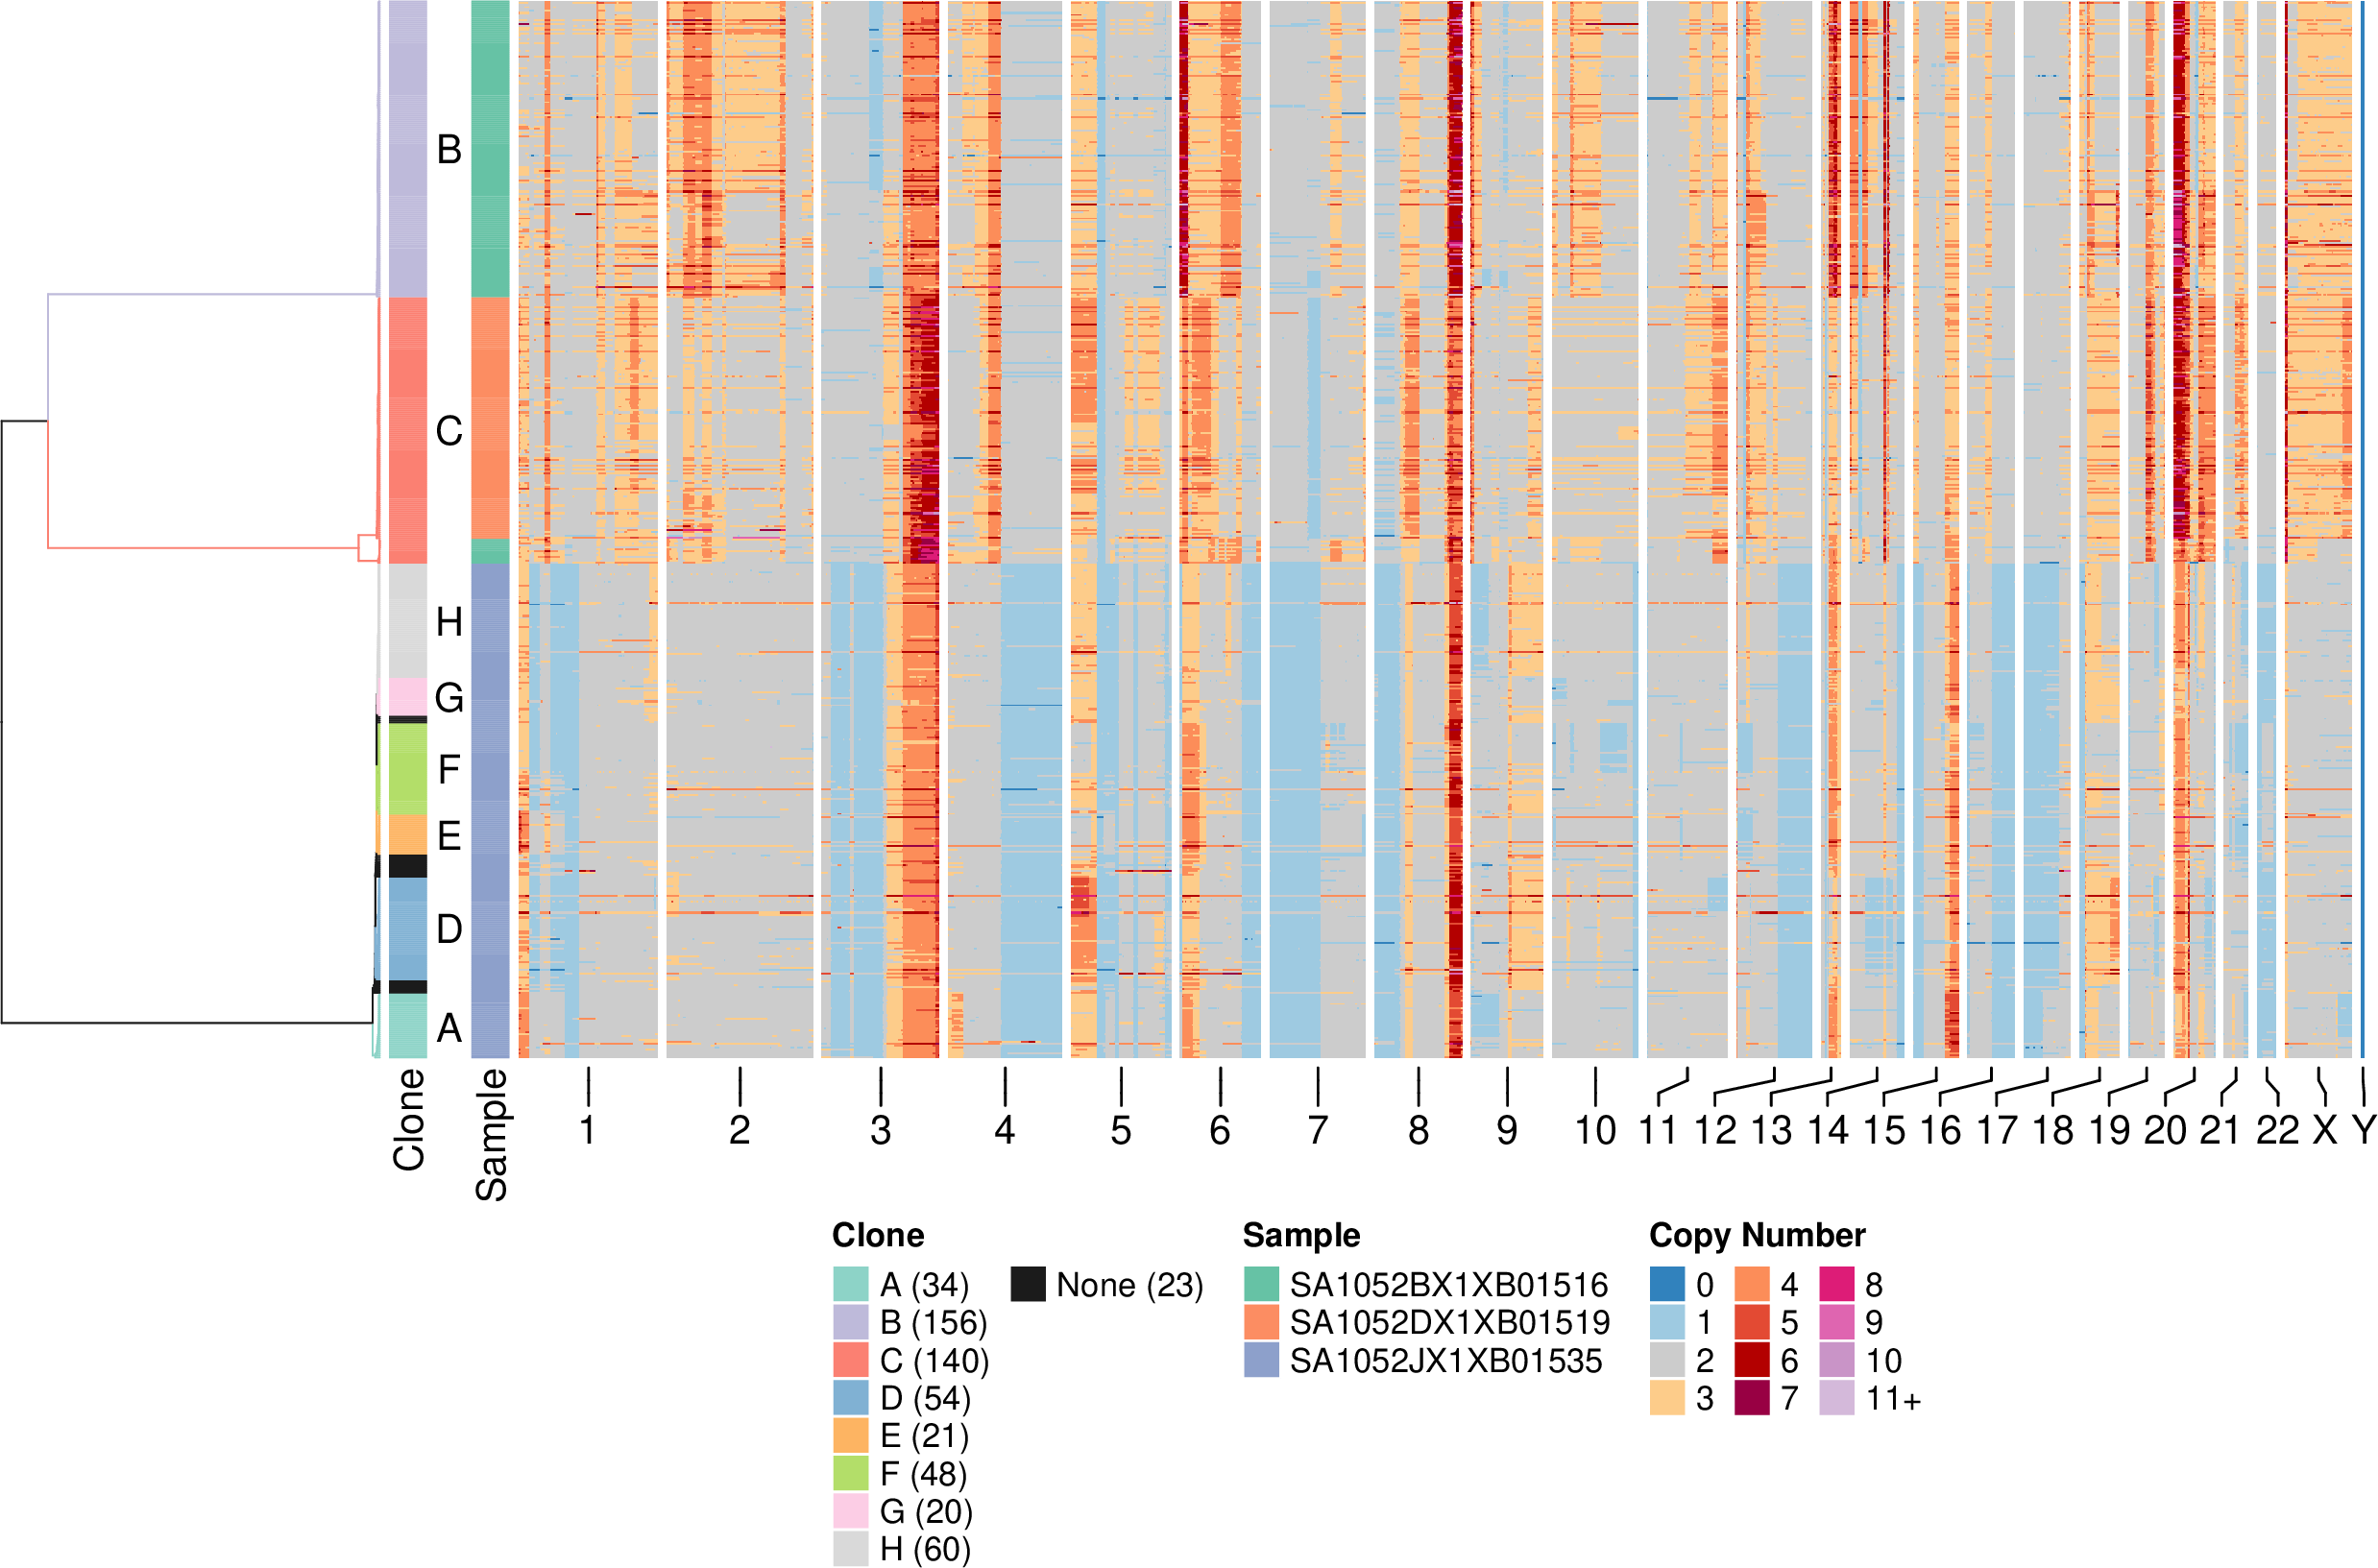 B
C
H
G
F
E
D
A
Clone
Sample
1 2 3 4 5 6 7 8 9 10 11 12 13 14 15 16 17 18 19 20 21 22 X Y
Clone
A (34)
B (156)
C (140)
D (54)
E (21)
F (48)
G (20)
H (60)
None (23)
Sample
SA1052BX1XB01516
SA1052DX1XB01519
SA1052JX1XB01535
Copy Number
0
1
2
3
4
5
6
7
8
9
10
11+